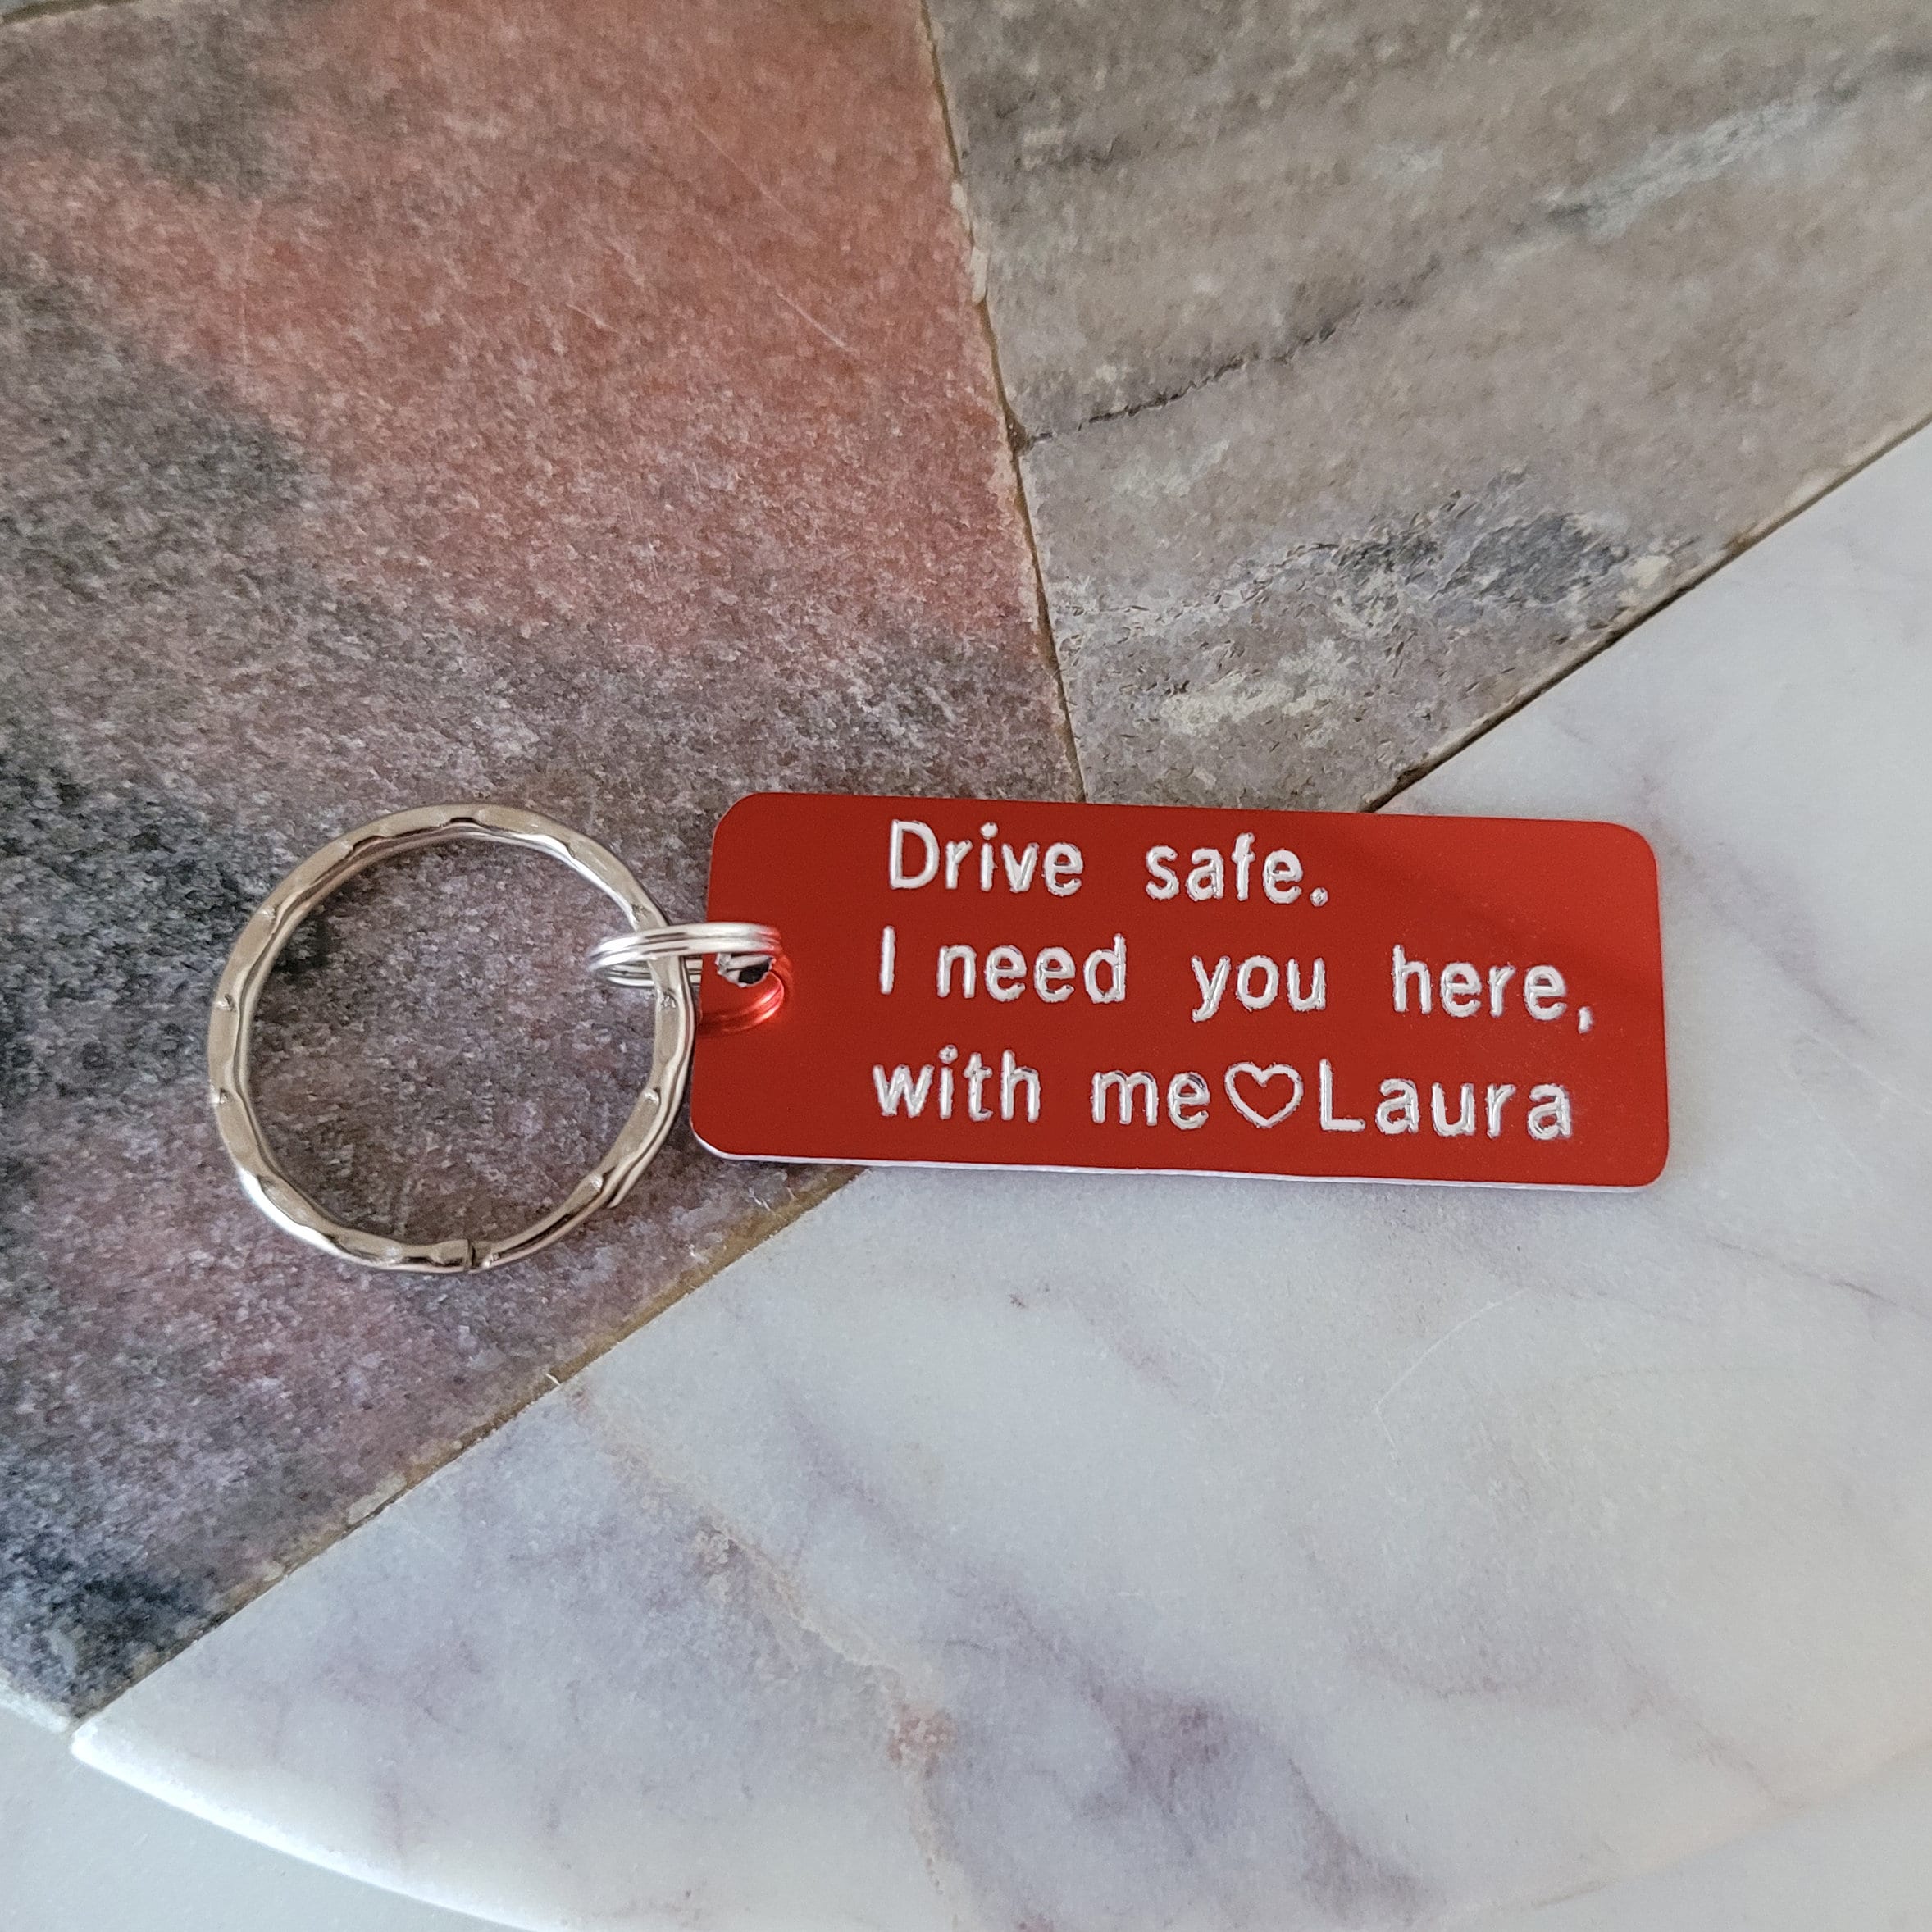 Drive safe.
I need you here,
with me♡Laura